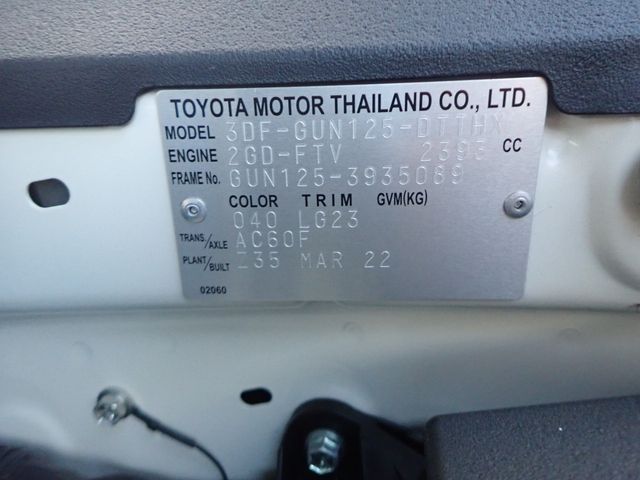 TOYOTA MOTOR THAILAND CO., LTD.
MODEL 3DF-GUN125-DTTHX
ENGINE 2GD-FTV 2393 CC
FRAME No. GUN125-3935089
COLOR TRIM GVM(KG)
040 LG23
TRANS/AXLE AC60F
PLANT/BUILT Z35 MAR 22
02060